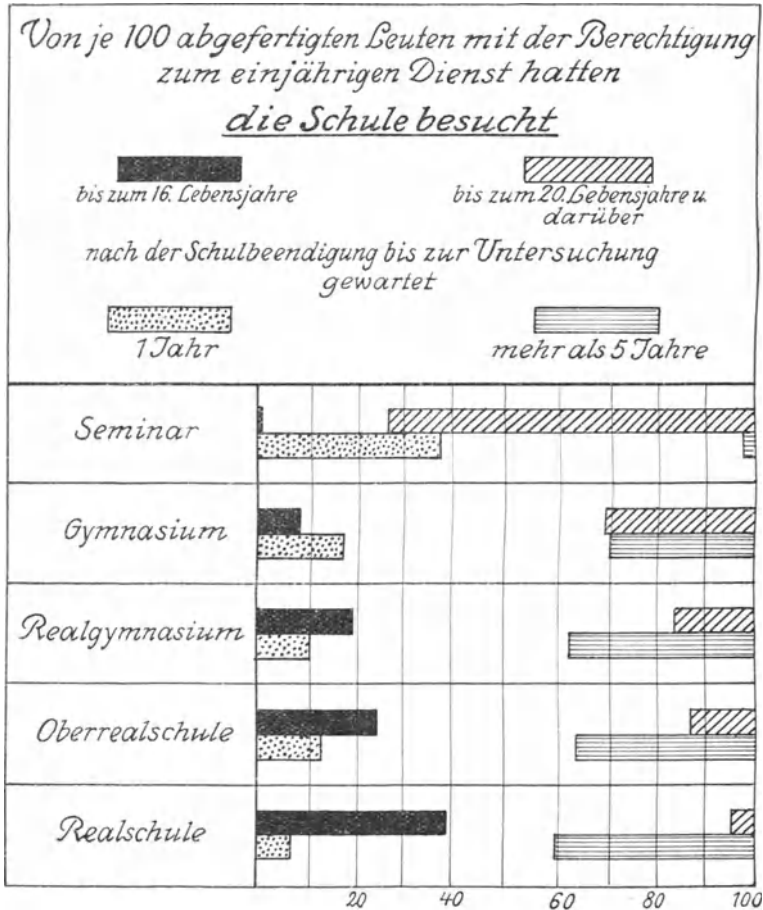 Von je 100 abgefertigten Leuten mit der Berechtigung
zum einjährigen Dienst hatten
die Schule besucht
bis zum 16. Lebensjahre
bis zum 20. Lebensjahre u.
darüber
nach der Schulbeendigung bis zur Untersuchung
gewartet
1 Jahr
mehr als 5 Jahre
Seminar
Gymnasium
Realgymnasium
Oberrealschule
Realschule
20 40 60 80 100